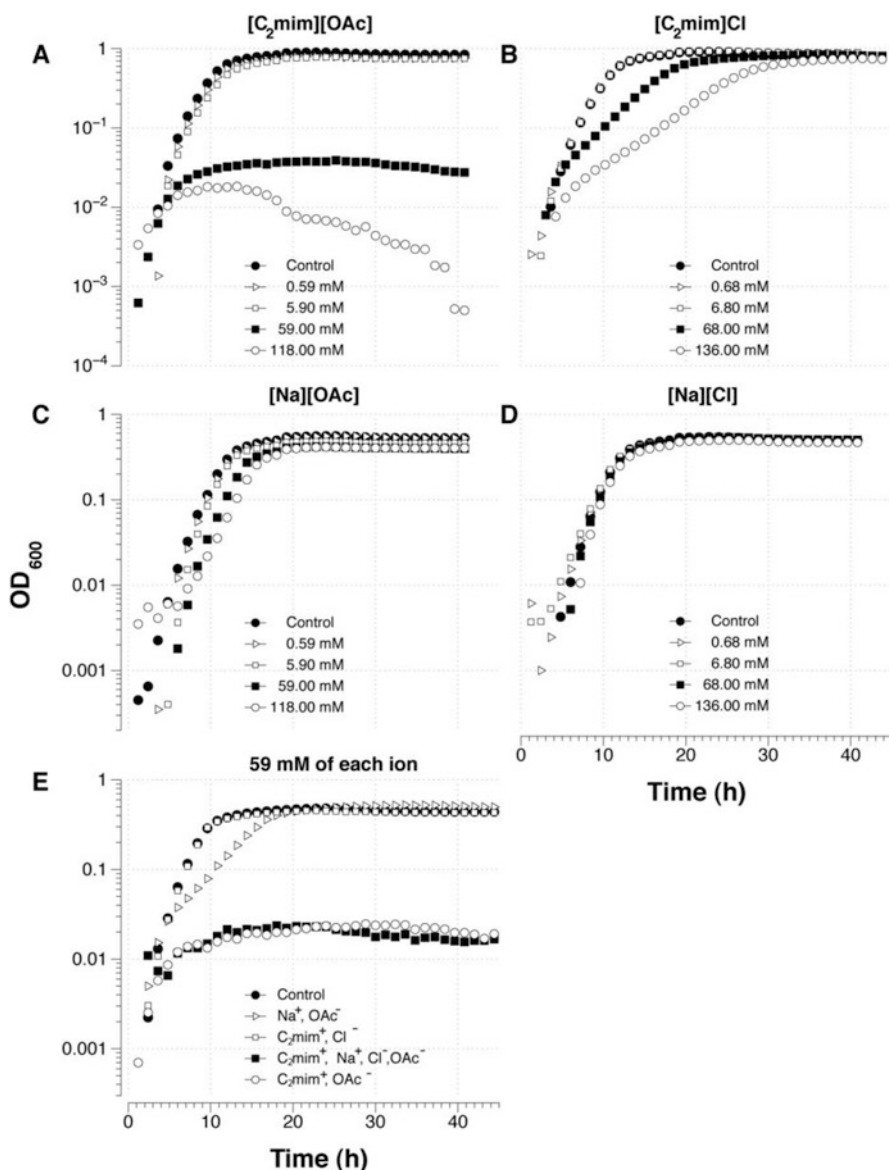 [C₂mim][OAc]
[C₂mim]Cl
A
B
1
10⁻¹
10⁻²
10⁻³
10⁻⁴
Control
0.59 mM
5.90 mM
59.00 mM
118.00 mM
Control
0.68 mM
6.80 mM
68.00 mM
136.00 mM
[Na][OAc]
[Na][Cl]
C
D
OD₆₀₀
1
0.1
0.01
0.001
Control
0.59 mM
5.90 mM
59.00 mM
118.00 mM
Control
0.68 mM
6.80 mM
68.00 mM
136.00 mM
0 10 20 30 40
Time (h)
59 mM of each ion
E
1
0.1
0.01
0.001
Control
Na⁺, OAc⁻
C₂mim⁺, Cl⁻
C₂mim⁺, Na⁺, Cl⁻,OAc⁻
C₂mim⁺, OAc⁻
0 10 20 30 40
Time (h)